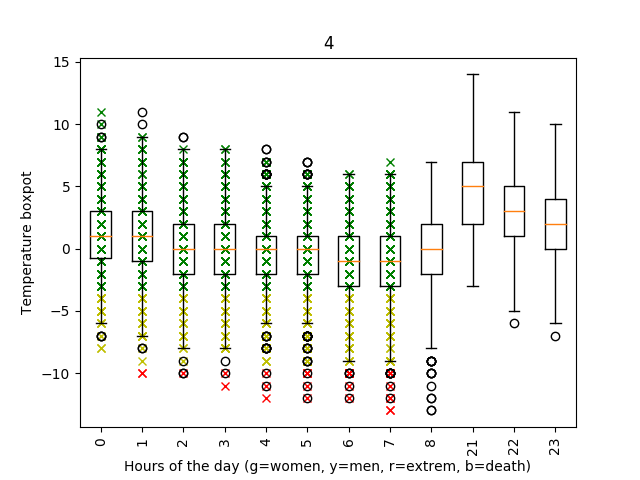 4
15
10
5
0
−5
−10
Temperature boxpot
0 1 2 3 4 5 6 7 8 21 22 23
Hours of the day (g=women, y=men, r=extrem, b=death)